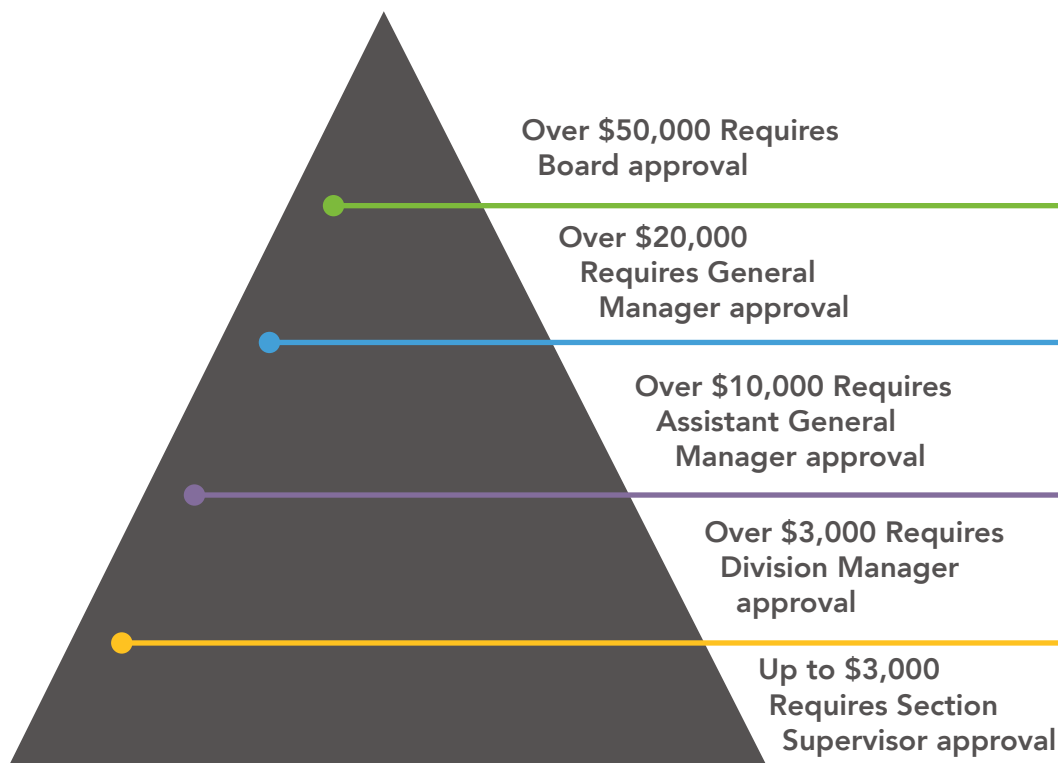 Over $50,000 Requires
Board approval
Over $20,000
Requires General
Manager approval
Over $10,000 Requires
Assistant General
Manager approval
Over $3,000 Requires
Division Manager
approval
Up to $3,000
Requires Section
Supervisor approval